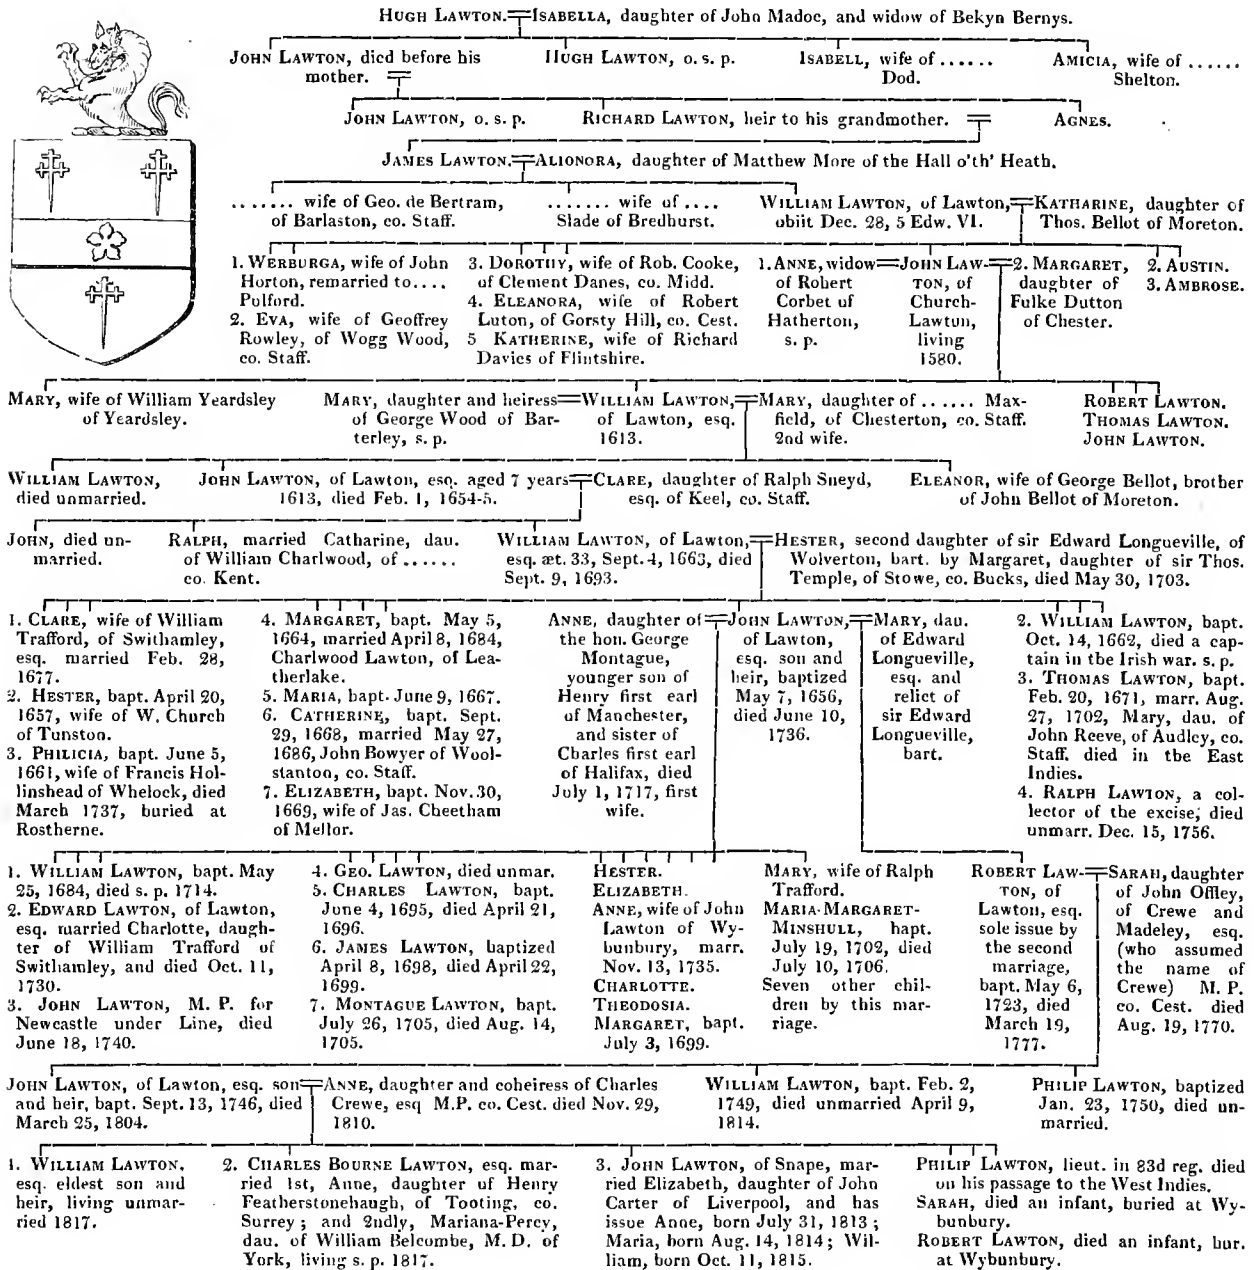 HUGH LAWTON.=ISABELLA, daughter of John Madoc, and widow of Bekyn Bernys.
JOHN LAWTON, died before his
mother.
HUGH LAWTON, o. s. p.
ISABELL, wife of ......
Dod.
AMICIA, wife of ......
Shelton.
JOHN LAWTON, o. s. p.
RICHARD LAWTON, heir to his grandmother.
AGNES.
JAMES LAWTON.=ALIONORA, daughter of Matthew More of the Hall o'th' Heath.
....... wife of Geo. de Bertram,
of Barlaston, co. Staff.
....... wife of ....
Slade of Bredhurst.
WILLIAM LAWTON, of Lawton,
obiit Dec. 28, 5 Edw. VI.
KATHARINE, daughter of
Thos. Bellot of Moreton.
1. WERBURGA, wife of John
Horton, remarried to....
Pulford.
2. EVA, wife of Geoffrey
Rowley, of Wogg Wood,
co. Staff.
3. DOROTHY, wife of Rob. Cooke,
of Clement Danes, co. Midd.
4. ELEANORA, wife of Robert
Luton, of Gorsty Hill, co. Cest.
5 KATHERINE, wife of Richard
Davies of Flintshire.
1. ANNE, widow
of Robert
Corbet of
Hatherton,
s. p.
JOHN LAW-
TON, of
Church-
Lawton,
living
1580.
2. MARGARET,
daughter of
Fulke Dutton
of Chester.
2. AUSTIN.
3. AMBROSE.
MARY, wife of William Yeardsley
of Yeardsley.
MARY, daughter and heiress
of George Wood of Bar-
terley, s. p.
WILLIAM LAWTON,
of Lawton, esq.
1613.
MARY, daughter of ...... Max-
field, of Chesterton, co. Staff.
2nd wife.
ROBERT LAWTON.
THOMAS LAWTON.
JOHN LAWTON.
WILLIAM LAWTON,
died unmarried.
JOHN LAWTON, of Lawton, esq. aged 7 years
1613, died Feb. 1, 1654-5.
CLARE, daughter of Ralph Sneyd,
esq. of Keel, co. Staff.
ELEANOR, wife of George Bellot, brother
of John Bellot of Moreton.
JOHN, died un-
married.
RALPH, married Catharine, dau.
of William Charlwood, of ......
co. Kent.
WILLIAM LAWTON, of Lawton,
esq. æt. 33, Sept. 4, 1663, died
Sept. 9, 1693.
HESTER, second daughter of sir Edward Longueville, of
Wolverton, bart. by Margaret, daughter of sir Thos.
Temple, of Stowe, co. Bucks, died May 30, 1703.
1. CLARE, wife of William
Trafford, of Swithamley,
esq. married Feb. 28,
1677.
2. HESTER, bapt. April 20,
1657, wife of W. Church
of Tunston.
3. PHILICIA, bapt. June 5,
1661, wife of Francis Hol-
linshead of Whelock, died
March 1737, buried at
Rostherne.
4. MARGARET, bapt. May 5,
1664, married April 8, 1684,
Charlwood Lawton, of Lea-
therlake.
5. MARIA, bapt. June 9, 1667.
6. CATHERINE, bapt. Sept.
29, 1668, married May 27,
1686, John Bowyer of Wool-
stanton, co. Staff.
7. ELIZABETH, bapt. Nov. 30,
1669, wife of Jas. Cheetham
of Mellor.
ANNE, daughter of
the hon. George
Montague,
younger son of
Henry first earl
of Manchester,
and sister of
Charles first earl
of Halifax, died
July 1, 1717, first
wife.
JOHN LAWTON,
of Lawton,
esq. son and
heir, baptized
May 7, 1656,
died June 10,
1736.
MARY, dau.
of Edward
Longueville,
esq. and
relict of
sir Edward
Longueville,
bart.
2. WILLIAM LAWTON, bapt.
Oct. 14, 1662, died a cap-
tain in the Irish war. s. p.
3. THOMAS LAWTON, bapt.
Feb. 20, 1671, marr. Aug.
27, 1702, Mary, dau. of
John Reeve, of Audley, co.
Staff. died in the East
Indies.
4. RALPH LAWTON, a col-
lector of the excise, died
unmarr. Dec. 15, 1756.
1. WILLIAM LAWTON, bapt. May
25, 1684, died s. p. 1714.
2. EDWARD LAWTON, of Lawton,
esq. married Charlotte, daugh-
ter of William Trafford of
Swithamley, and died Oct. 11,
1730.
3. JOHN LAWTON, M. P. for
Newcastle under Line, died
June 18, 1740.
4. GEO. LAWTON, died unmar.
5. CHARLES LAWTON, bapt.
June 4, 1695, died April 21,
1696.
6. JAMES LAWTON, baptized
April 8, 1698, died April 22,
1699.
7. MONTAGUE LAWTON, bapt.
July 26, 1705, died Aug. 14,
1705.
HESTER.
ELIZABETH.
ANNE, wife of John
Lawton of Wy-
bunbury, marr.
Nov. 13, 1735.
CHARLOTTE.
THEODOSIA.
MARGARET, bapt.
July 3, 1699.
MARY, wife of Ralph
Trafford.
MARIA-MARGARET-
MINSHULL, bapt.
July 19, 1702, died
July 10, 1706.
Seven other chil-
dren by this mar-
riage.
ROBERT LAW-
TON, of
Lawton, esq.
sole issue by
the second
marriage,
bapt. May 6,
1723, died
March 19,
1777.
SARAH, daughter
of John Offley,
of Crewe and
Madeley, esq.
(who assumed
the name of
Crewe) M. P.
co. Cest. died
Aug. 19, 1770.
JOHN LAWTON, of Lawton, esq. son
and heir, bapt. Sept. 13, 1746, died
March 25, 1804.
ANNE, daughter and coheiress of Charles
Crewe, esq M.P. co. Cest. died Nov. 29,
1810.
WILLIAM LAWTON, bapt. Feb. 2,
1749, died unmarried April 9,
1814.
PHILIP LAWTON, baptized
Jan. 23, 1750, died un-
married.
1. WILLIAM LAWTON,
esq. eldest son and
heir, living unmar-
ried 1817.
2. CHARLES BOURNE LAWTON, esq. mar-
ried 1st, Anne, daughter of Henry
Featherstonehaugh, of Tooting, co.
Surrey; and 2ndly, Mariana-Percy,
dau. of William Belcombe, M. D. of
York, living s. p. 1817.
3. JOHN LAWTON, of Snape, mar-
ried Elizabeth, daughter of John
Carter of Liverpool, and has
issue Anne, born July 31, 1813;
Maria, born Aug. 14, 1814; Wil-
liam, born Oct. 11, 1815.
PHILIP LAWTON, lieut. in 83d reg. died
on his passage to the West Indies.
SARAH, died an infant, buried at Wy-
bunbury.
ROBERT LAWTON, died an infant, bur.
at Wybunbury.